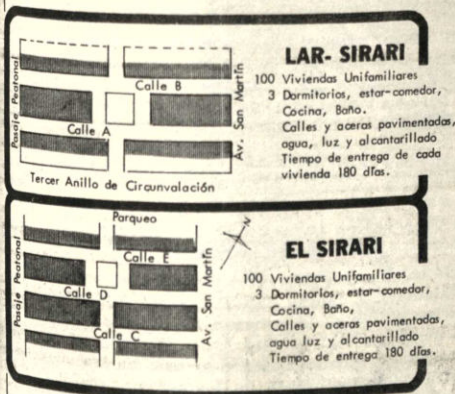 LAR- SIRARI
100 Viviendas Unifamiliares
3 Dormitorios, estar-comedor,
Cocina, Baño.
Calles y aceras pavimentadas,
agua, luz y alcantarillado
Tiempo de entrega de cada
vivienda 180 días.
Pasaje Peatonal
Calle B
Calle A
Av. San Martín
Tercer Anillo de Circunvalación
Parqueo
N
Pasaje Peatonal
Calle E
Calle D
Calle C
Av. San Martín
EL SIRARI
100 Viviendas Unifamiliares
3 Dormitorios, estar-comedor,
Cocina, Baño,
Calles y aceras pavimentadas,
agua luz y alcantarillado
Tiempo de entrega 180 días.